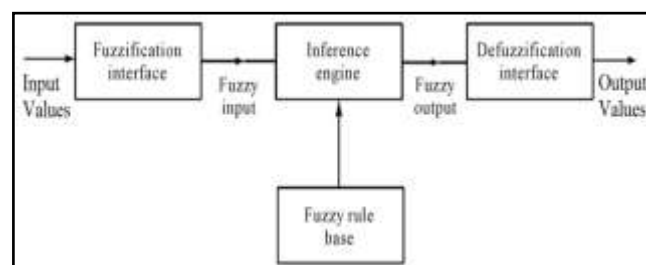 Fuzzification
interface
Inference
engine
Defuzzification
interface
Input
Values
Fuzzy
input
Fuzzy
output
Output
Values
Fuzzy rule
base